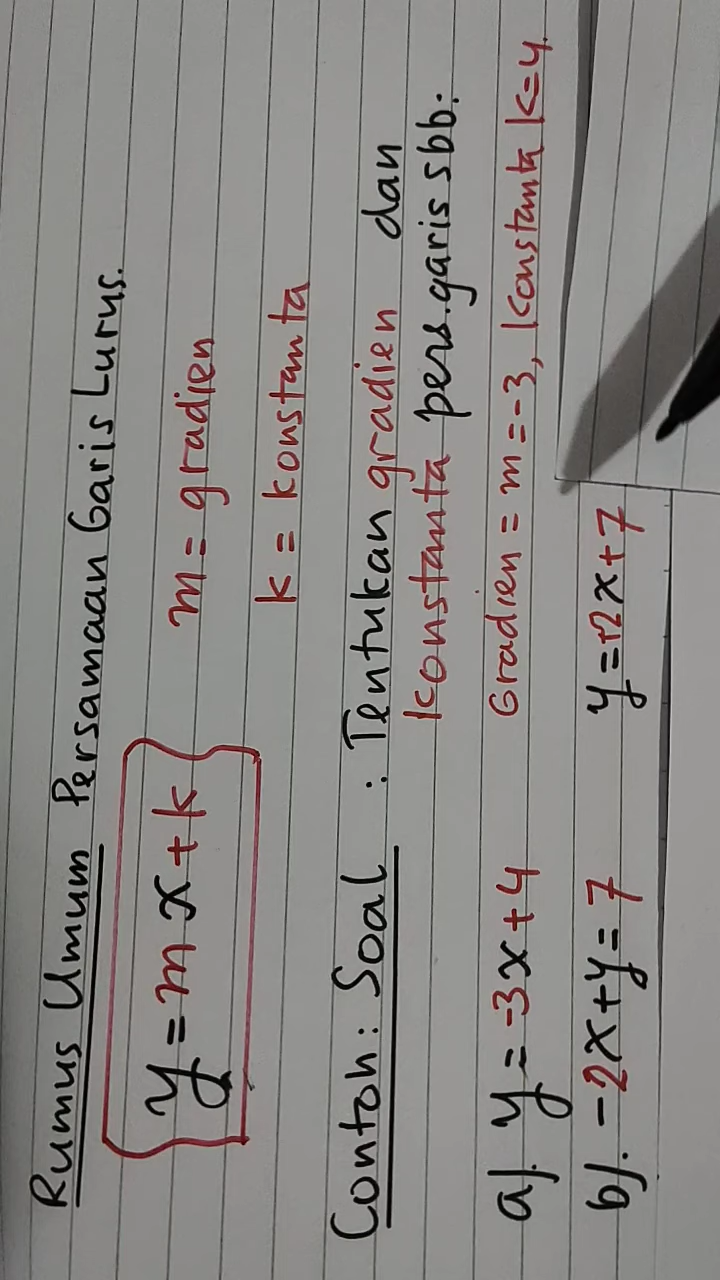 Rumus Umum Persamaan Garis Lurus.
y = mx + k m = gradien
k = konstanta
Contoh: Soal : Tentukan gradien dan
konstanta pers. garis sbb:
a). y = -3x + 4 Gradien = m = -3, konstanta k = 4.
b). -2x + y = 7 y = +2x + 7